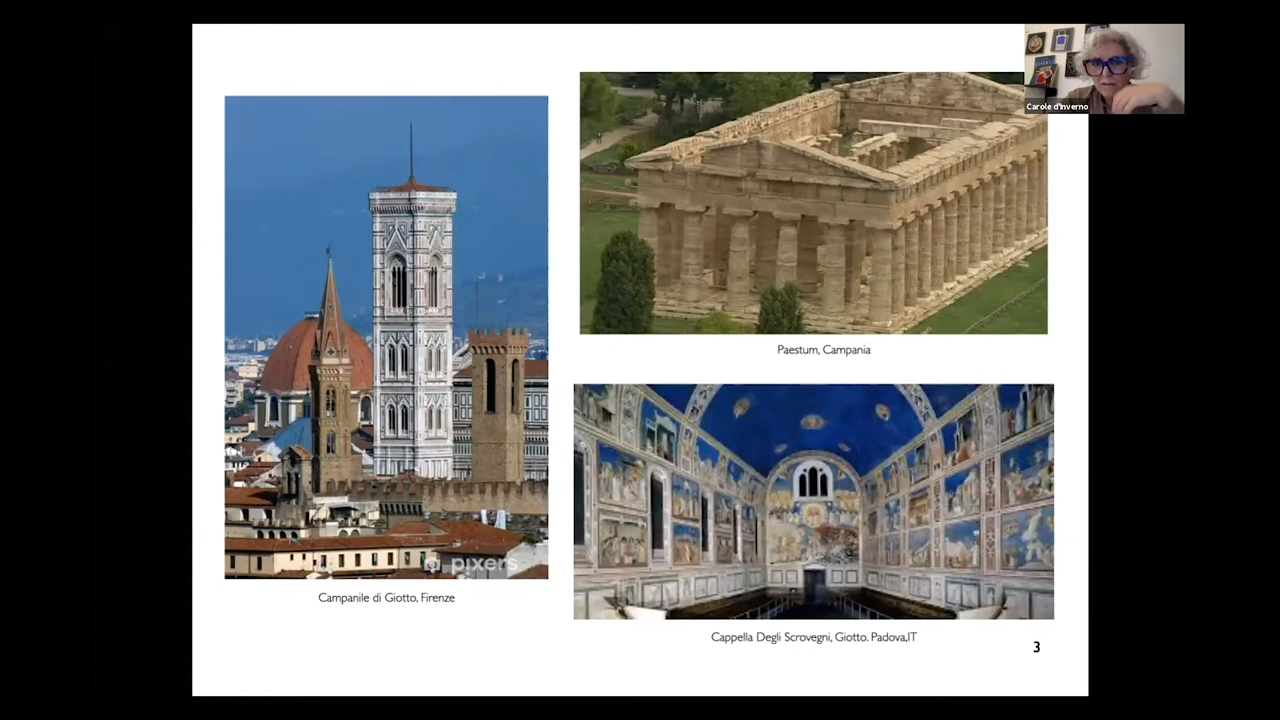 Carole d'Inverno
Paestum, Campania
pixers
Campanile di Giotto, Firenze
Cappella Degli Scrovegni, Giotto. Padova,IT
3